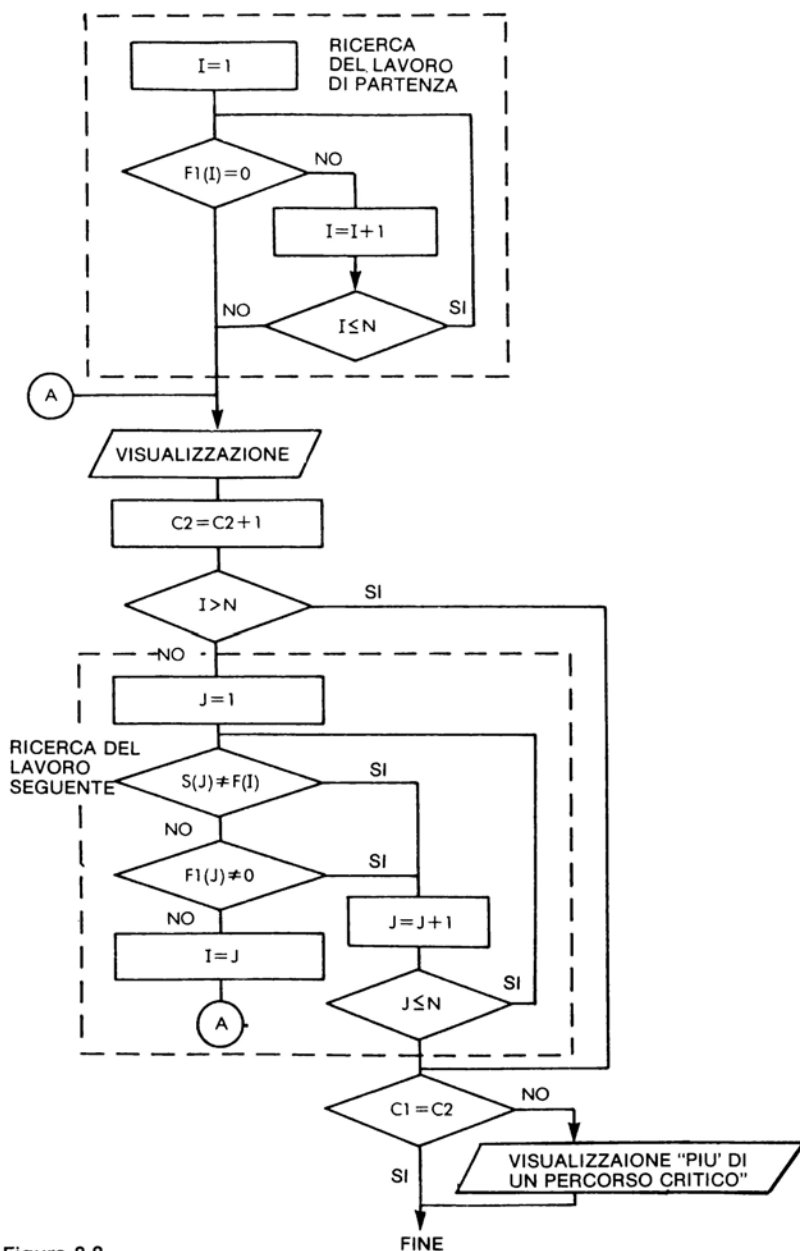 RICERCA
DEL LAVORO
DI PARTENZA
I=1
F1(I)=0
NO
I=I+1
NO
I≤N
SI
A
VISUALIZZAZIONE
C2=C2+1
I>N
SI
NO
J=1
RICERCA DEL
LAVORO
SEGUENTE
S(J)≠F(I)
SI
NO
F1(J)≠0
SI
NO
J=J+1
I=J
J≤N
SI
A
C1=C2
NO
VISUALIZZAIONE "PIU' DI
UN PERCORSO CRITICO"
SI
FINE